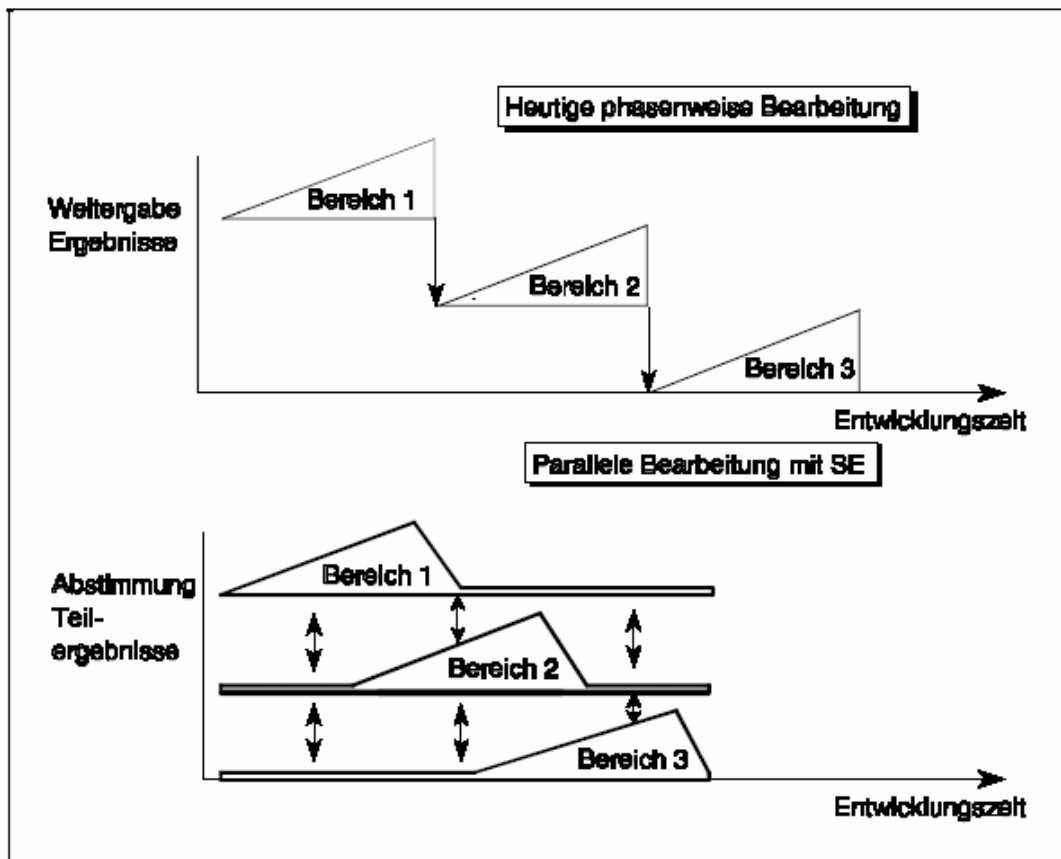 Heutige phasenweise Bearbeitung
Weitergabe
Ergebnisse
Bereich 1
Bereich 2
Bereich 3
Entwicklungszeit
Parallele Bearbeitung mit SE
Abstimmung
Teil-
ergebnisse
Bereich 1
Bereich 2
Bereich 3
Entwicklungszeit